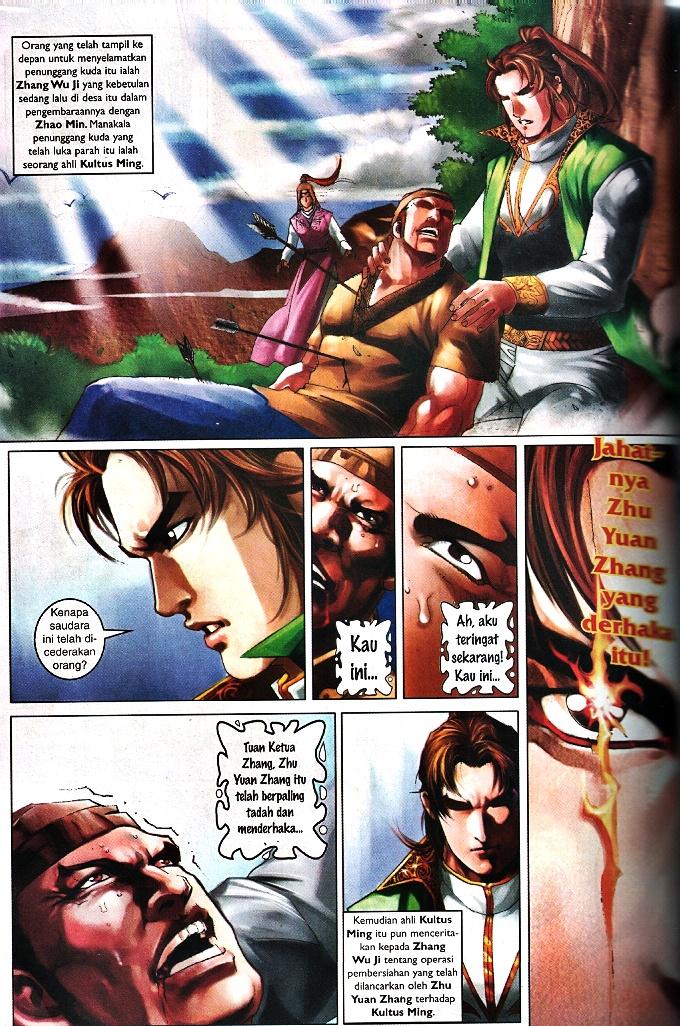 Orang yang telah tampil ke
depan untuk menyelamatkan
penunggang kuda itu ialah
Zhang Wu Ji yang kebetulan
sedang lalu di desa itu dalam
pengembaraannya dengan
Zhao Min. Manakala
penunggang kuda yang
telah luka parah itu ialah
seorang ahli Kultus Ming.
Kenapa
saudara
ini telah di-
cederakan
orang?
Kau
ini...
Ah, aku
teringat
sekarang!
Kau ini...
Jahat-
nya
Zhu
Yuan
Zhang
yang
derhaka
itu!
Tuan Ketua
Zhang, Zhu
Yuan Zhang itu
telah berpaling
tadah dan
menderhaka...
Kemudian ahli Kultus
Ming itu pun mencerita-
kan kepada Zhang
Wu Ji tentang operasi
pembersiahan yang telah
dilancarkan oleh Zhu
Yuan Zhang terhadap
Kultus Ming.